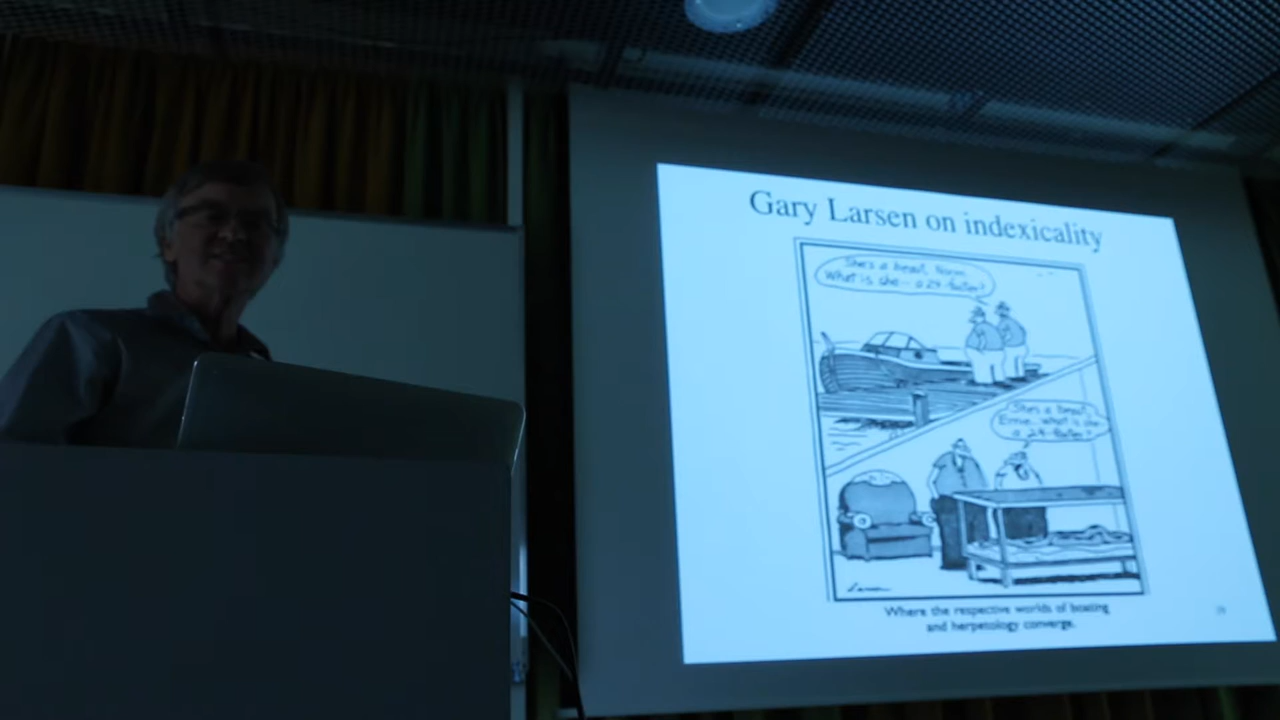 Gary Larsen on indexicality
She's a beaut, Norm.
What is she-- a 24-footer?
She's a beaut,
Ernie...what is she--
a 24-footer?
Larson
Where the respective worlds of boating
and herpetology converge.